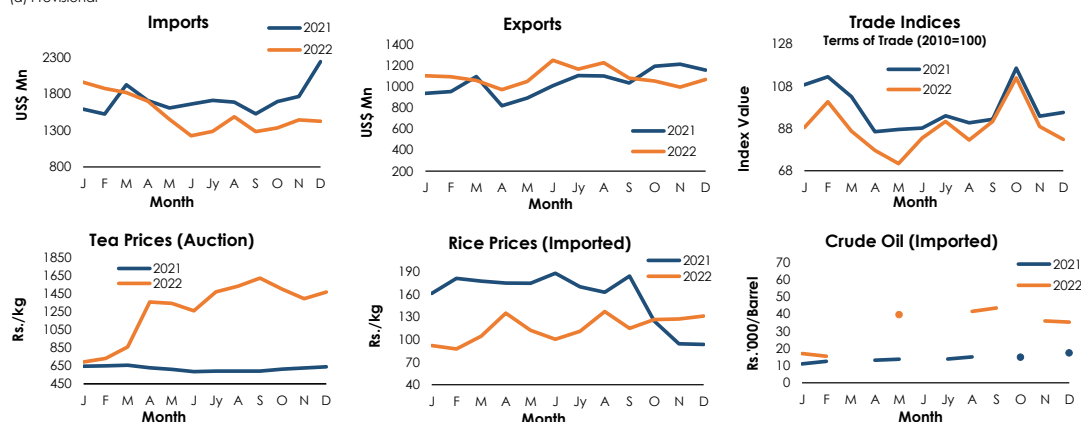 (a) Provisional
Imports
2021
2022
US$ Mn
2300
1800
1300
800
J F M A M J Jy A S O N D
Month
Exports
US$ Mn
1400
1200
1000
800
600
400
200
2021
2022
J F M A M J Jy A S O N D
Month
Trade Indices
Terms of Trade (2010=100)
2021
2022
Index Value
128
108
88
68
J F M A M J Jy A S O N D
Month
Tea Prices (Auction)
2021
2022
Rs./kg
1850
1650
1450
1250
1050
850
650
450
J F M A M J Jy A S O N D
Month
Rice Prices (Imported)
2021
2022
Rs./kg
190
160
130
100
70
40
J F M A M J Jy A S O N D
Month
Crude Oil (Imported)
2021
2022
Rs.'000/Barrel
70
60
50
40
30
20
10
0
J F M A M J Jy A S O N D
Month